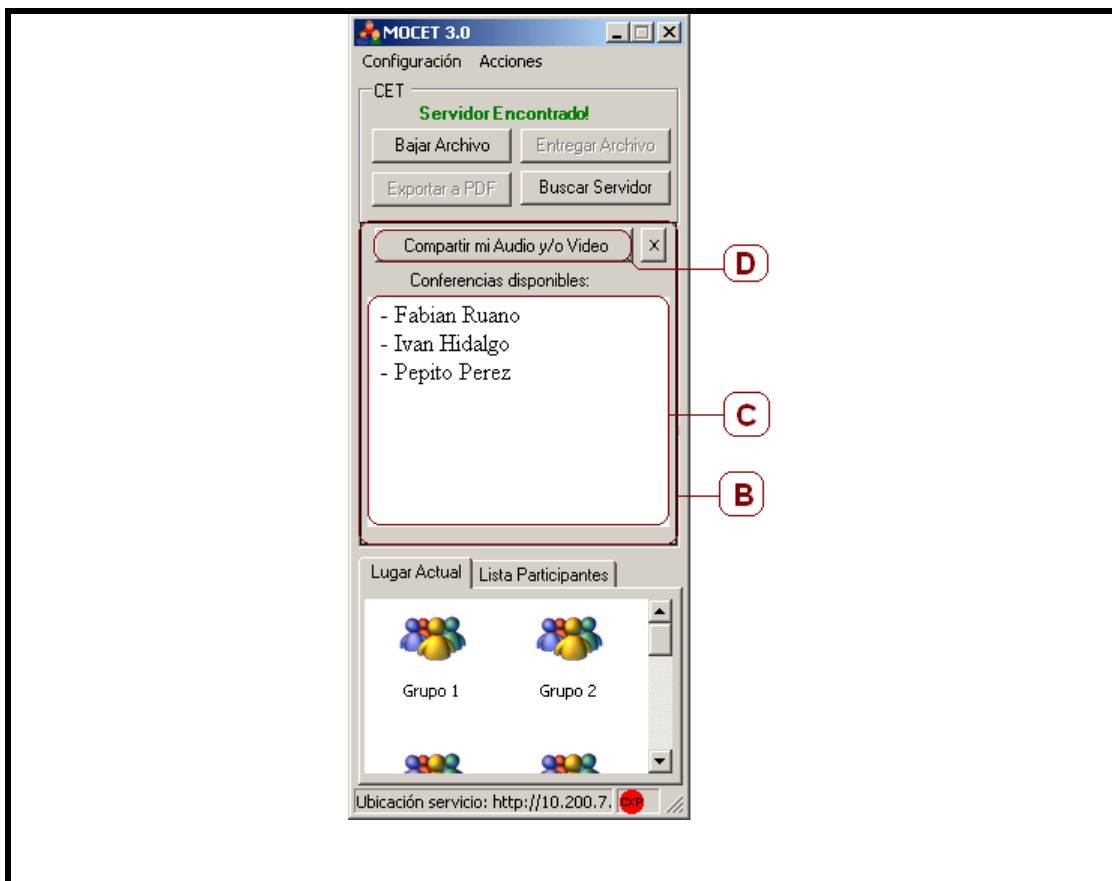 MOCET 3.0
Configuración Acciones
CET
Servidor Encontrado!
Bajar Archivo Entregar Archivo
Exportar a PDF Buscar Servidor
Compartir mi Audio y/o Video X
D
Conferencias disponibles:
- Fabian Ruano
- Ivan Hidalgo
- Pepito Perez
C
B
Lugar Actual Lista Participantes
Grupo 1 Grupo 2
Ubicación servicio: http://10.200.7. CXP